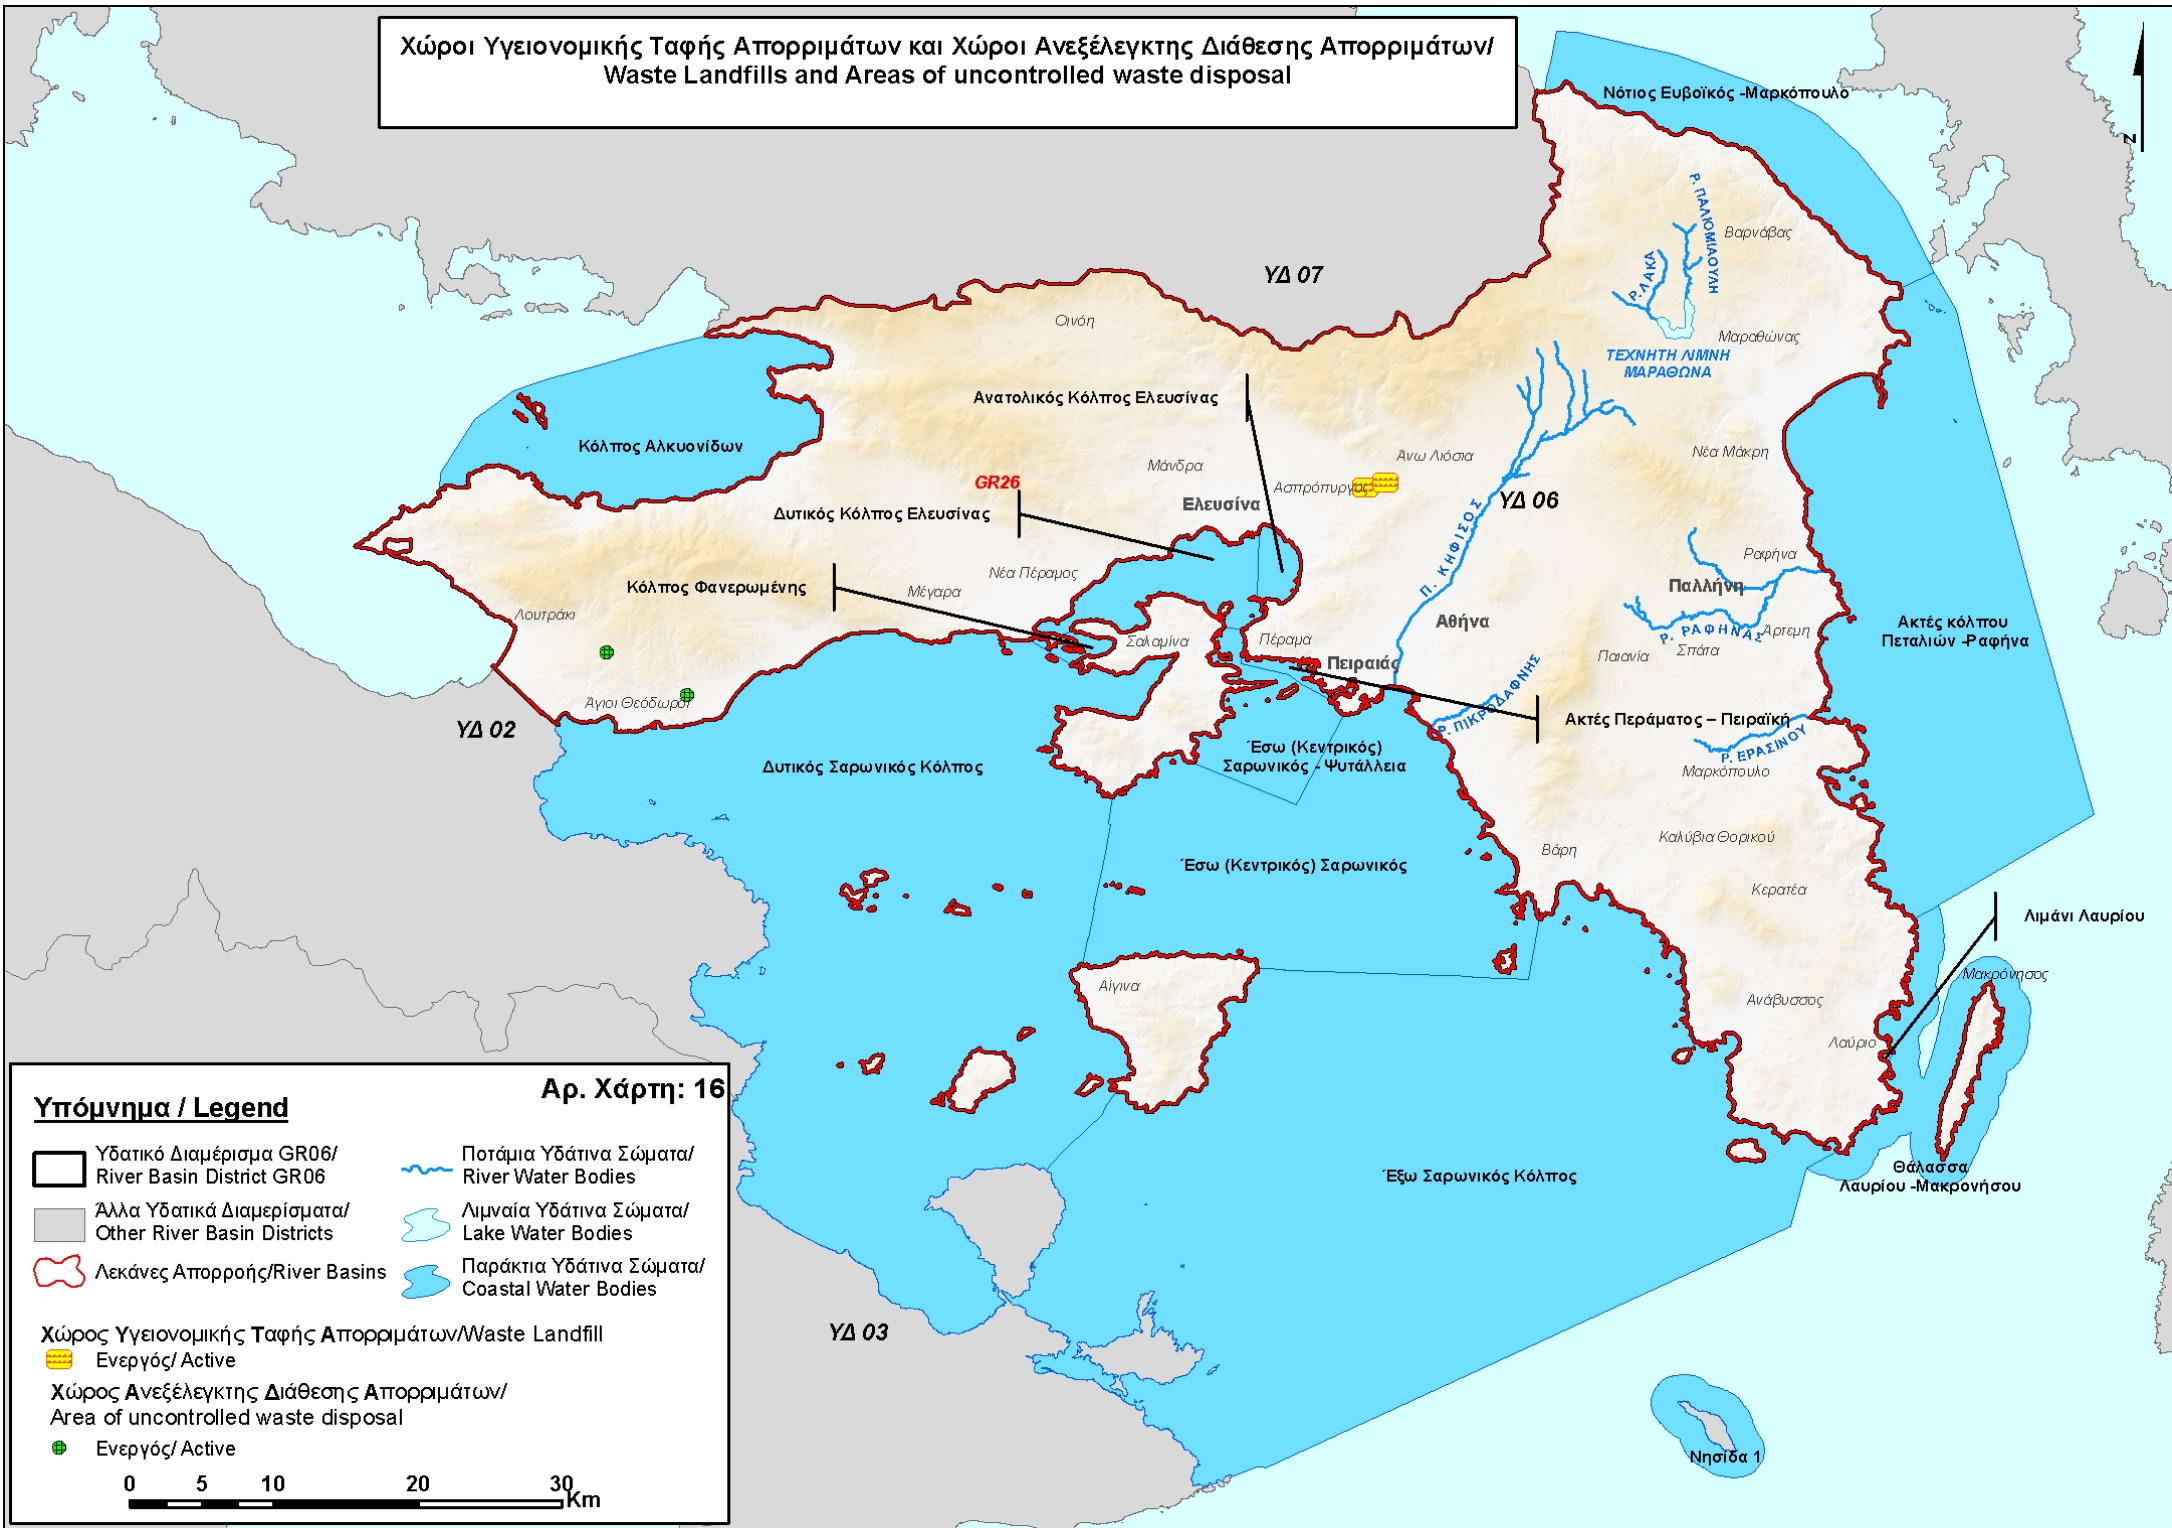 Χώροι Υγειονομικής Ταφής Απορριμάτων και Χώροι Ανεξέλεγκτης Διάθεσης Απορριμάτων/
Waste Landfills and Areas of uncontrolled waste disposal
Νότιος Ευβοϊκός -Μαρκόπουλο
N
Ρ. ΠΑΛΙΟΜΙΑΟΥΛΗ
Βαρνάβας
Ρ.ΛΑΚΑ
ΥΔ 07
Οινόη
Μαραθώνας
ΤΕΧΝΗΤΗ ΛΙΜΝΗ
ΜΑΡΑΘΩΝΑ
Ανατολικός Κόλπος Ελευσίνας
Κόλπος Αλκυονίδων
Μάνδρα
Άνω Λιόσια
Νέα Μάκρη
GR26
Ασπρόπυργος
Ελευσίνα
ΥΔ 06
Δυτικός Κόλπος Ελευσίνας
Π. ΚΗΦΙΣΟΣ
Ραφήνα
Νέα Πέραμος
Κόλπος Φανερωμένης
Μέγαρα
Παλλήνη
Λουτράκι
Αθήνα
Ακτές κόλπου
Πεταλιών -Ραφήνα
Σαλαμίνα
Πέραμα
Ρ. ΡΑΦΗΝΑΣ
Άρτεμη
Σπάτα
Παιανία
Πειραιάς
Άγιοι Θεόδωροι
Ρ. ΠΙΚΡΟΔΑΦΝΗΣ
Ακτές Περάματος – Πειραϊκή
ΥΔ 02
Ρ. ΕΡΑΣΙΝΟΥ
Έσω (Κεντρικός)
Σαρωνικός - Ψυτάλλεια
Δυτικός Σαρωνικός Κόλπος
Μαρκόπουλο
Καλύβια Θορικού
Βάρη
Έσω (Κεντρικός) Σαρωνικός
Κερατέα
Λιμάνι Λαυρίου
Μακρόνησος
Αίγινα
Ανάβυσσος
Λαύριο
Έξω Σαρωνικός Κόλπος
Θάλασσα
Λαυρίου -Μακρονήσου
ΥΔ 03
Νησίδα 1
Αρ. Χάρτη: 16
Υπόμνημα / Legend
Υδατικό Διαμέρισμα GR06/
River Basin District GR06
Άλλα Υδατικά Διαμερίσματα/
Other River Basin Districts
Λεκάνες Απορροής/River Basins
Ποτάμια Υδάτινα Σώματα/
River Water Bodies
Λιμναία Υδάτινα Σώματα/
Lake Water Bodies
Παράκτια Υδάτινα Σώματα/
Coastal Water Bodies
Χώρος Υγειονομικής Ταφής Απορριμάτων/Waste Landfill
Ενεργός/ Active
Χώρος Ανεξέλεγκτης Διάθεσης Απορριμάτων/
Area of uncontrolled waste disposal
Ενεργός/ Active
0 5 10 20 30
Km